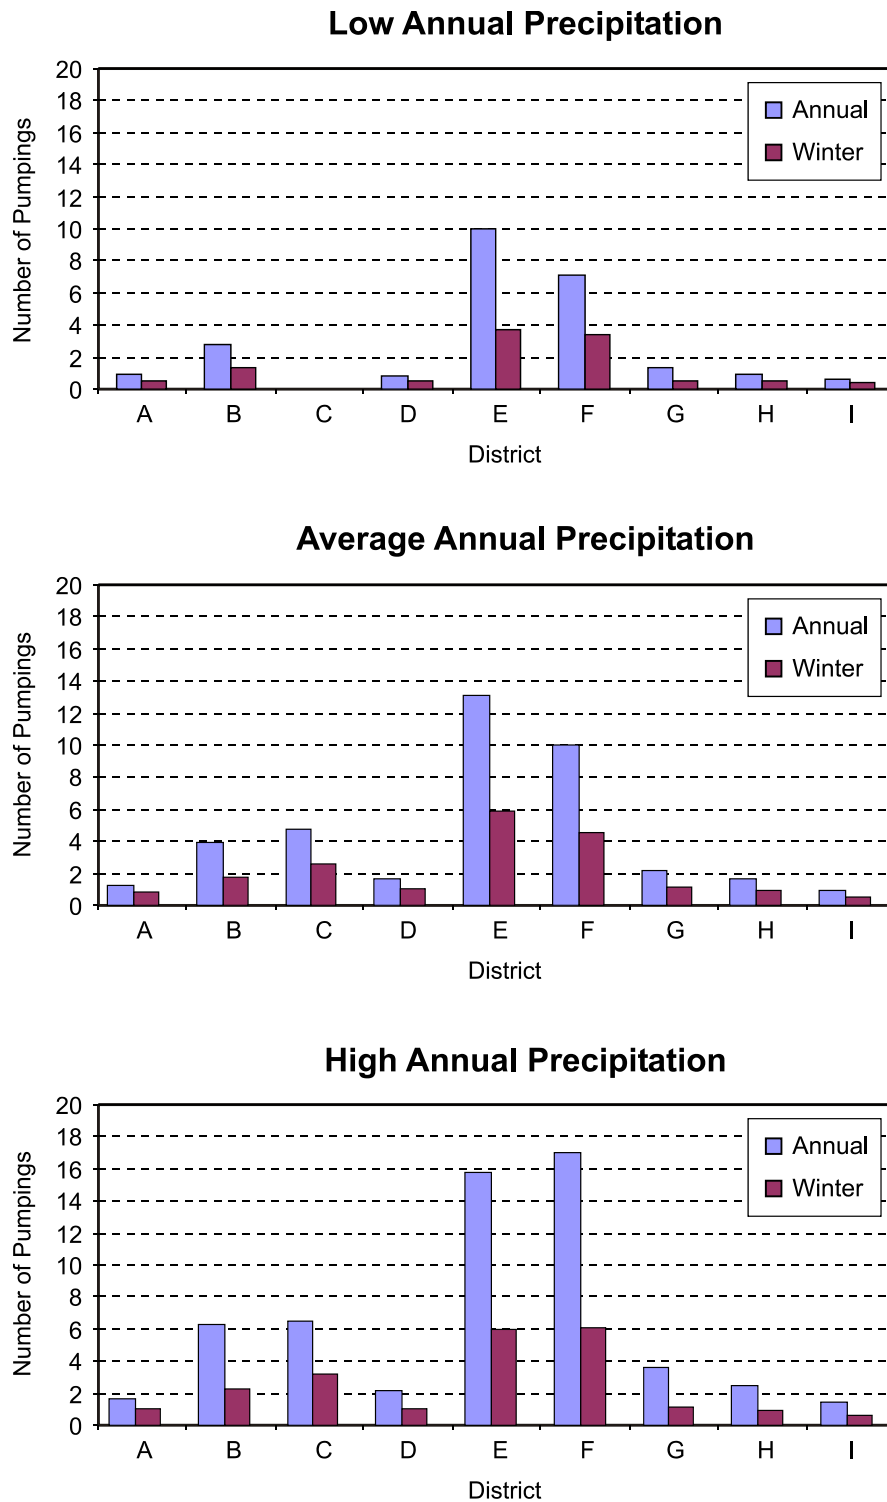 Low Annual Precipitation
20
18
16
14
12
10
8
6
4
2
0
Number of Pumpings
Annual
Winter
A B C D E F G H I
District
Average Annual Precipitation
20
18
16
14
12
10
8
6
4
2
0
Number of Pumpings
Annual
Winter
A B C D E F G H I
District
High Annual Precipitation
20
18
16
14
12
10
8
6
4
2
0
Number of Pumpings
Annual
Winter
A B C D E F G H I
District